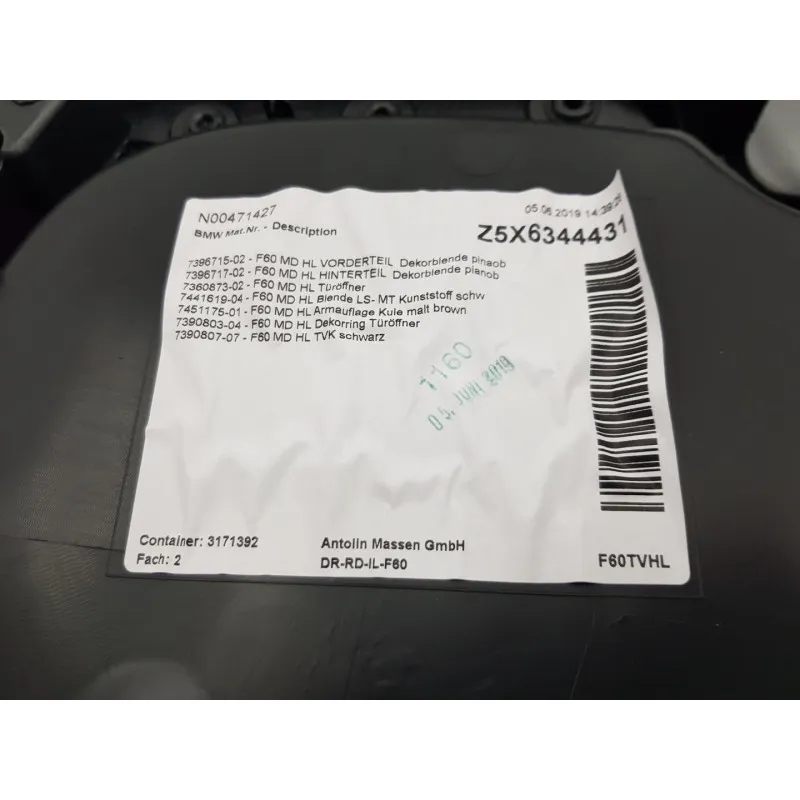 N00471427
05.06.2019 14:39:26
BMW Mat.Nr. - Description
Z5X6344431
7396715-02 - F60 MD HL VORDERTEIL Dekorblende pinaob
7396717-02 - F60 MD HL HINTERTEIL Dekorblende pianob
7360873-02 - F60 MD HL Türöffner
7441619-04 - F60 MD HL Blende LS- MT Kunststoff schw
7451175-01 - F60 MD HL Armauflage Kule malt brown
7390803-04 - F60 MD HL Dekorring Türöffner
7390807-07 - F60 MD HL TVK schwarz
1160
05. JUNI 2019
Container: 3171392
Fach: 2
Antolin Massen GmbH
DR-RD-IL-F60
F60TVHL